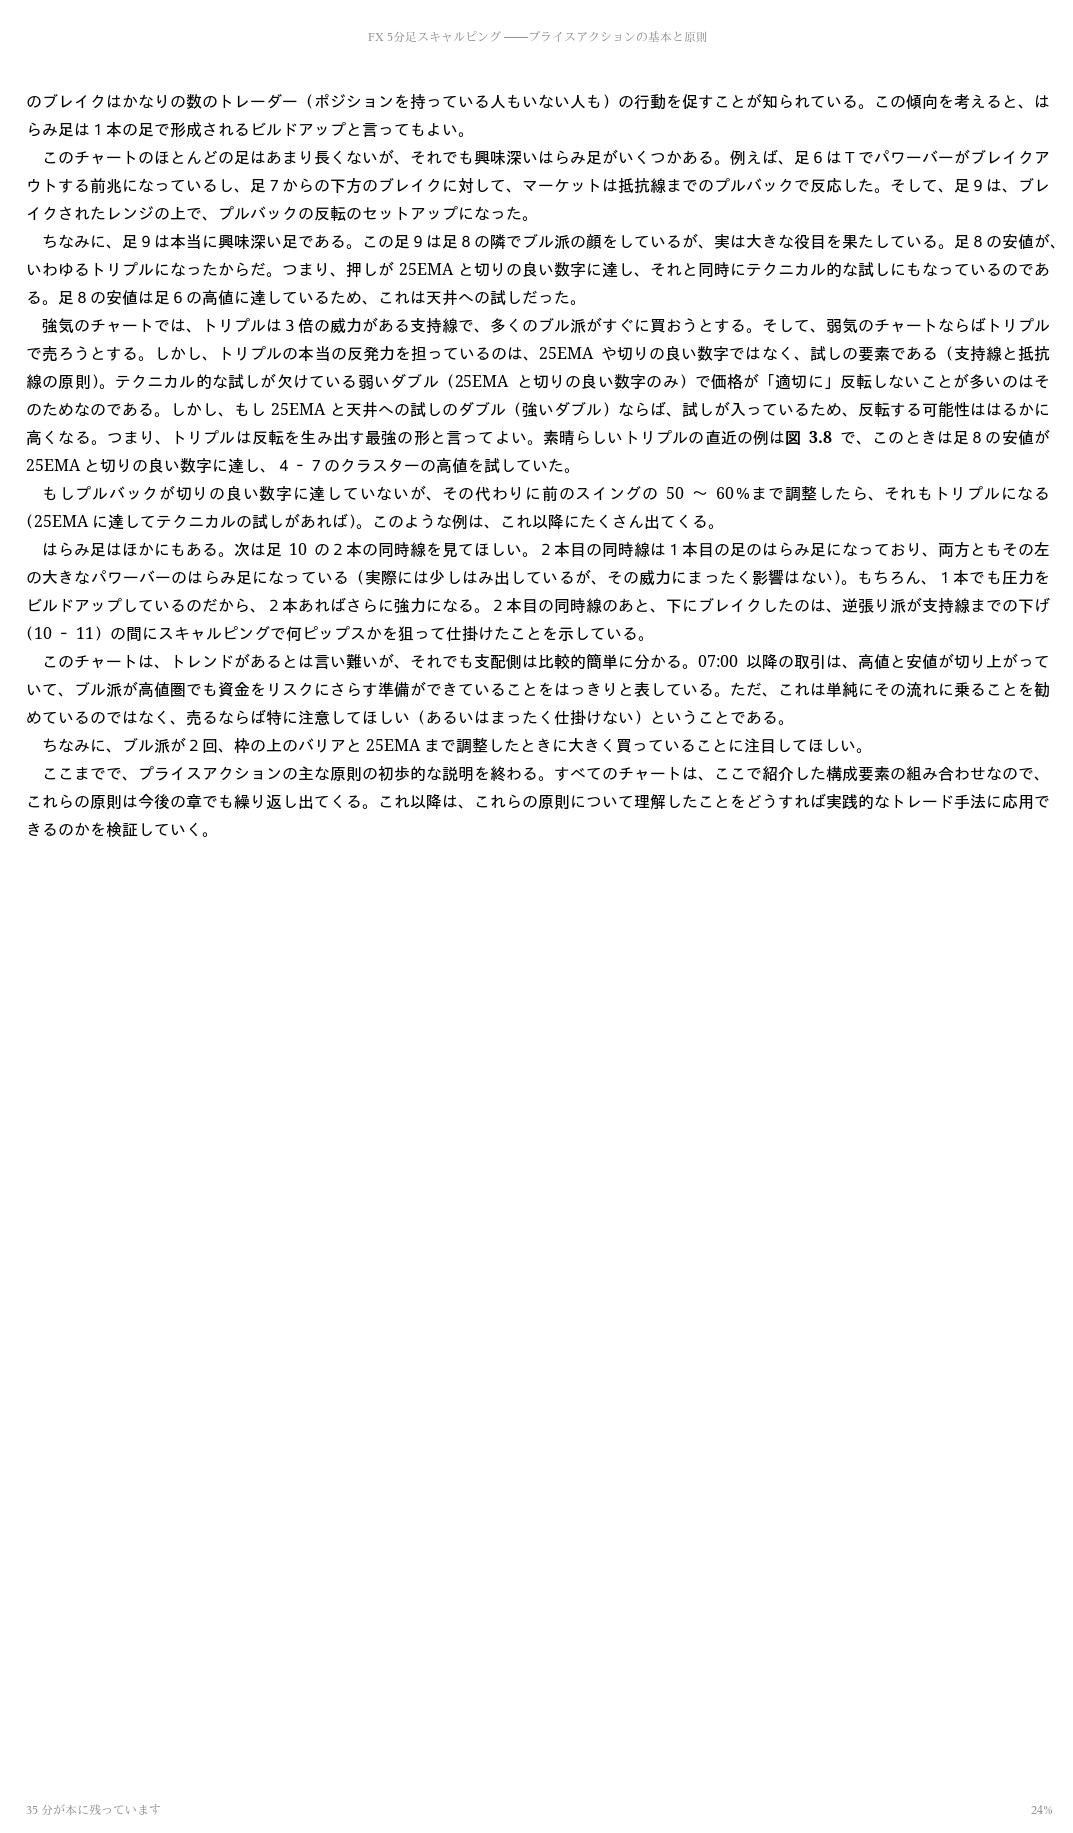 FX 5分足スキャルピング ――プライスアクションの基本と原則
のブレイクはかなりの数のトレーダー（ポジションを持っている人もいない人も）の行動を促すことが知られている。この傾向を考えると、は
らみ足は１本の足で形成されるビルドアップと言ってもよい。
　このチャートのほとんどの足はあまり長くないが、それでも興味深いはらみ足がいくつかある。例えば、足６はＴでパワーバーがブレイクア
ウトする前兆になっているし、足７からの下方のブレイクに対して、マーケットは抵抗線までのプルバックで反応した。そして、足９は、ブレ
イクされたレンジの上で、プルバックの反転のセットアップになった。
　ちなみに、足９は本当に興味深い足である。この足９は足８の隣でブル派の顔をしているが、実は大きな役目を果たしている。足８の安値が、
いわゆるトリプルになったからだ。つまり、押しが 25EMA と切りの良い数字に達し、それと同時にテクニカル的な試しにもなっているのであ
る。足８の安値は足６の高値に達しているため、これは天井への試しだった。
　強気のチャートでは、トリプルは３倍の威力がある支持線で、多くのブル派がすぐに買おうとする。そして、弱気のチャートならばトリプル
で売ろうとする。しかし、トリプルの本当の反発力を担っているのは、25EMA や切りの良い数字ではなく、試しの要素である（支持線と抵抗
線の原則）。テクニカル的な試しが欠けている弱いダブル（25EMA と切りの良い数字のみ）で価格が「適切に」反転しないことが多いのはそ
のためなのである。しかし、もし 25EMA と天井への試しのダブル（強いダブル）ならば、試しが入っているため、反転する可能性ははるかに
高くなる。つまり、トリプルは反転を生み出す最強の形と言ってよい。素晴らしいトリプルの直近の例は図 3.8 で、このときは足８の安値が
25EMA と切りの良い数字に達し、４‐７のクラスターの高値を試していた。
　もしプルバックが切りの良い数字に達していないが、その代わりに前のスイングの 50 ～ 60％まで調整したら、それもトリプルになる
（25EMA に達してテクニカルの試しがあれば）。このような例は、これ以降にたくさん出てくる。
　はらみ足はほかにもある。次は足 10 の２本の同時線を見てほしい。２本目の同時線は１本目の足のはらみ足になっており、両方ともその左
の大きなパワーバーのはらみ足になっている（実際には少しはみ出しているが、その威力にまったく影響はない）。もちろん、１本でも圧力を
ビルドアップしているのだから、２本あればさらに強力になる。２本目の同時線のあと、下にブレイクしたのは、逆張り派が支持線までの下げ
（10 ‐ 11）の間にスキャルピングで何ピップスかを狙って仕掛けたことを示している。
　このチャートは、トレンドがあるとは言い難いが、それでも支配側は比較的簡単に分かる。07:00 以降の取引は、高値と安値が切り上がって
いて、ブル派が高値圏でも資金をリスクにさらす準備ができていることをはっきりと表している。ただ、これは単純にその流れに乗ることを勧
めているのではなく、売るならば特に注意してほしい（あるいはまったく仕掛けない）ということである。
　ちなみに、ブル派が２回、枠の上のバリアと 25EMA まで調整したときに大きく買っていることに注目してほしい。
　ここまでで、プライスアクションの主な原則の初歩的な説明を終わる。すべてのチャートは、ここで紹介した構成要素の組み合わせなので、
これらの原則は今後の章でも繰り返し出てくる。これ以降は、これらの原則について理解したことをどうすれば実践的なトレード手法に応用で
きるのかを検証していく。
35 分が本に残っています
24%